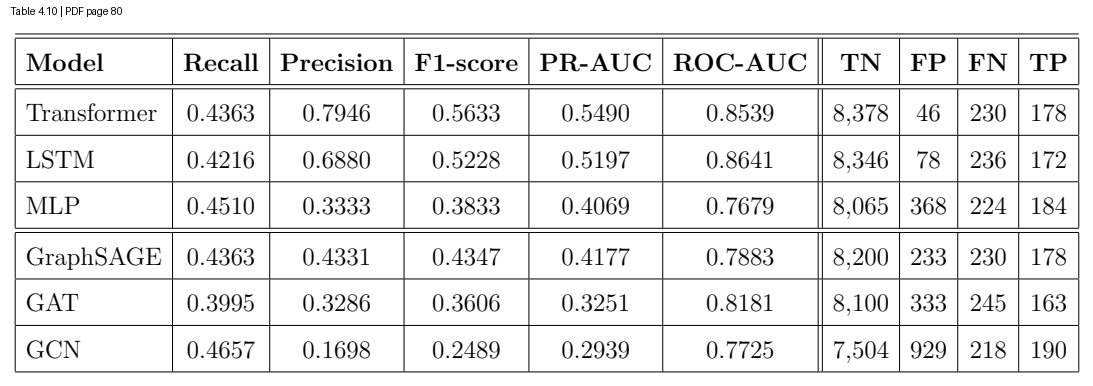 Table 4.10 | PDF page 80
Model Recall Precision F1-score PR-AUC ROC-AUC TN FP FN TP
Transformer 0.4363 0.7946 0.5633 0.5490 0.8539 8,378 46 230 178
LSTM 0.4216 0.6880 0.5228 0.5197 0.8641 8,346 78 236 172
MLP 0.4510 0.3333 0.3833 0.4069 0.7679 8,065 368 224 184
GraphSAGE 0.4363 0.4331 0.4347 0.4177 0.7883 8,200 233 230 178
GAT 0.3995 0.3286 0.3606 0.3251 0.8181 8,100 333 245 163
GCN 0.4657 0.1698 0.2489 0.2939 0.7725 7,504 929 218 190